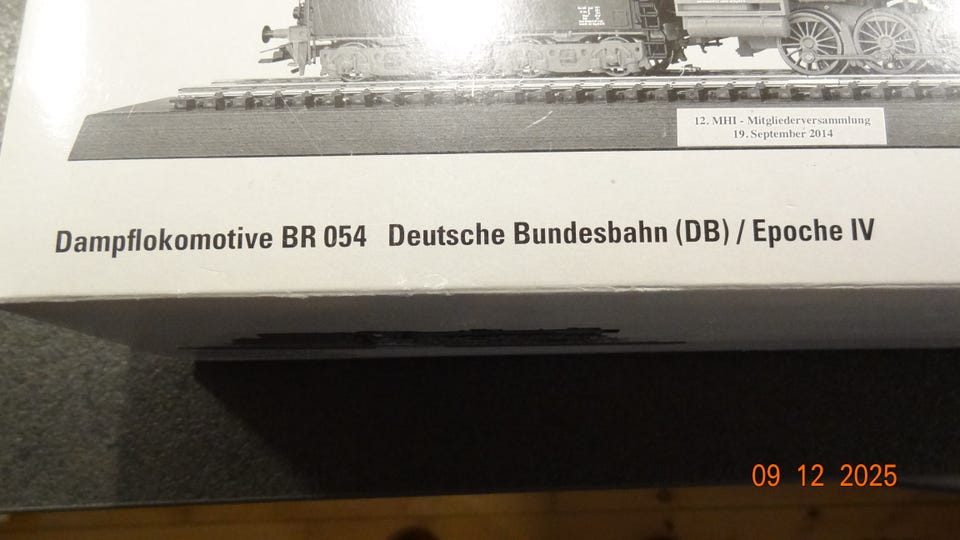 12. MHI - Mitgliederversammlung
19. September 2014
Dampflokomotive BR 054 Deutsche Bundesbahn (DB) / Epoche IV
09 12 2025